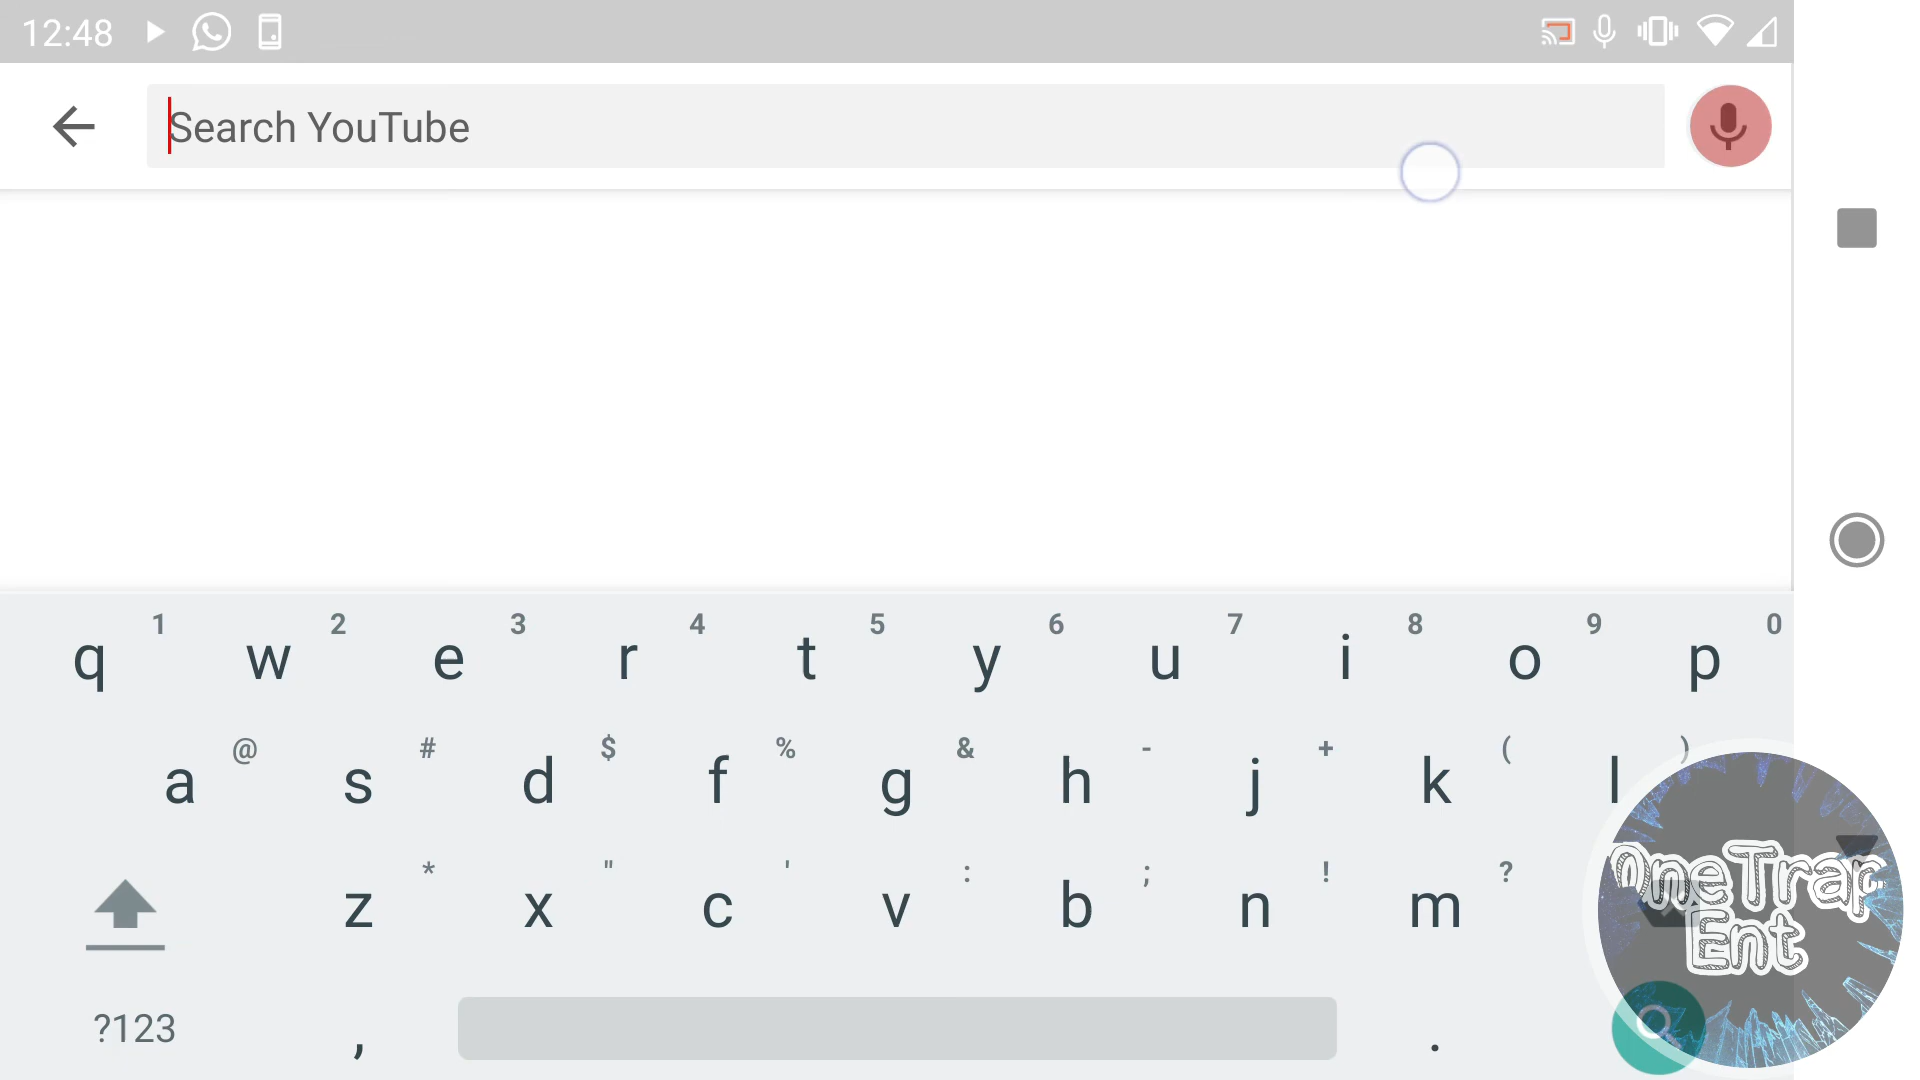 12:48
Search YouTube
1 2 3 4 5 6 7 8 9 0
q w e r t y u i o p
@ # $ % & - + ( )
a s d f g h j k l
* " ' : ; ! ?
z x c v b n m
?123 , .
OneTrap
Ent